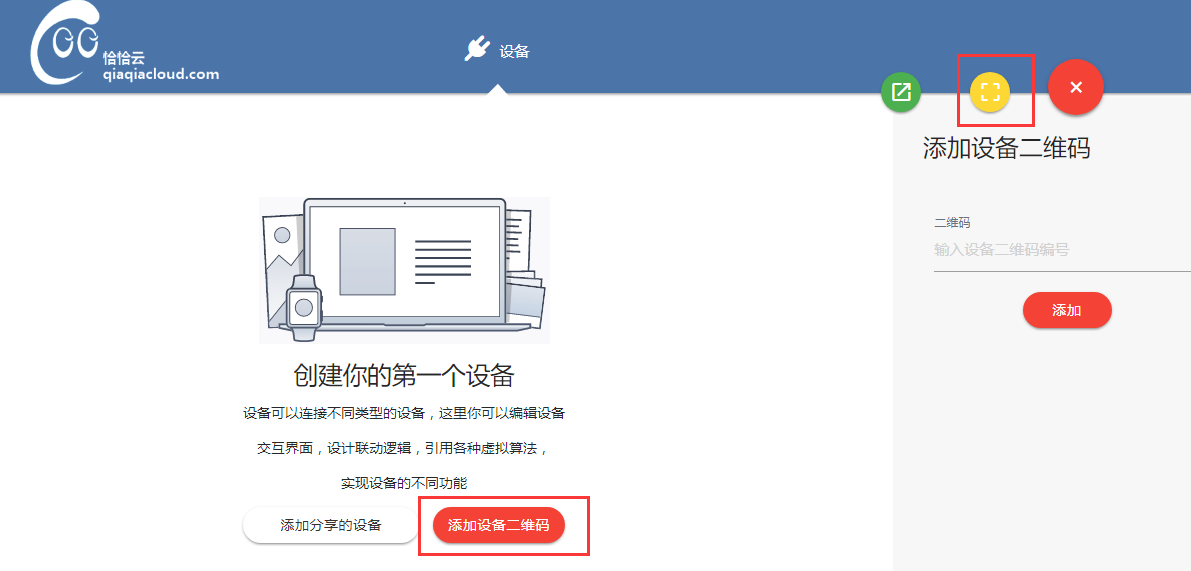 恰恰云
qiaqiacloud.com
设备
添加设备二维码
二维码
输入设备二维码编号
添加
创建你的第一个设备
设备可以连接不同类型的设备，这里你可以编辑设备
交互界面，设计联动逻辑，引用各种虚拟算法，
实现设备的不同功能
添加分享的设备
添加设备二维码